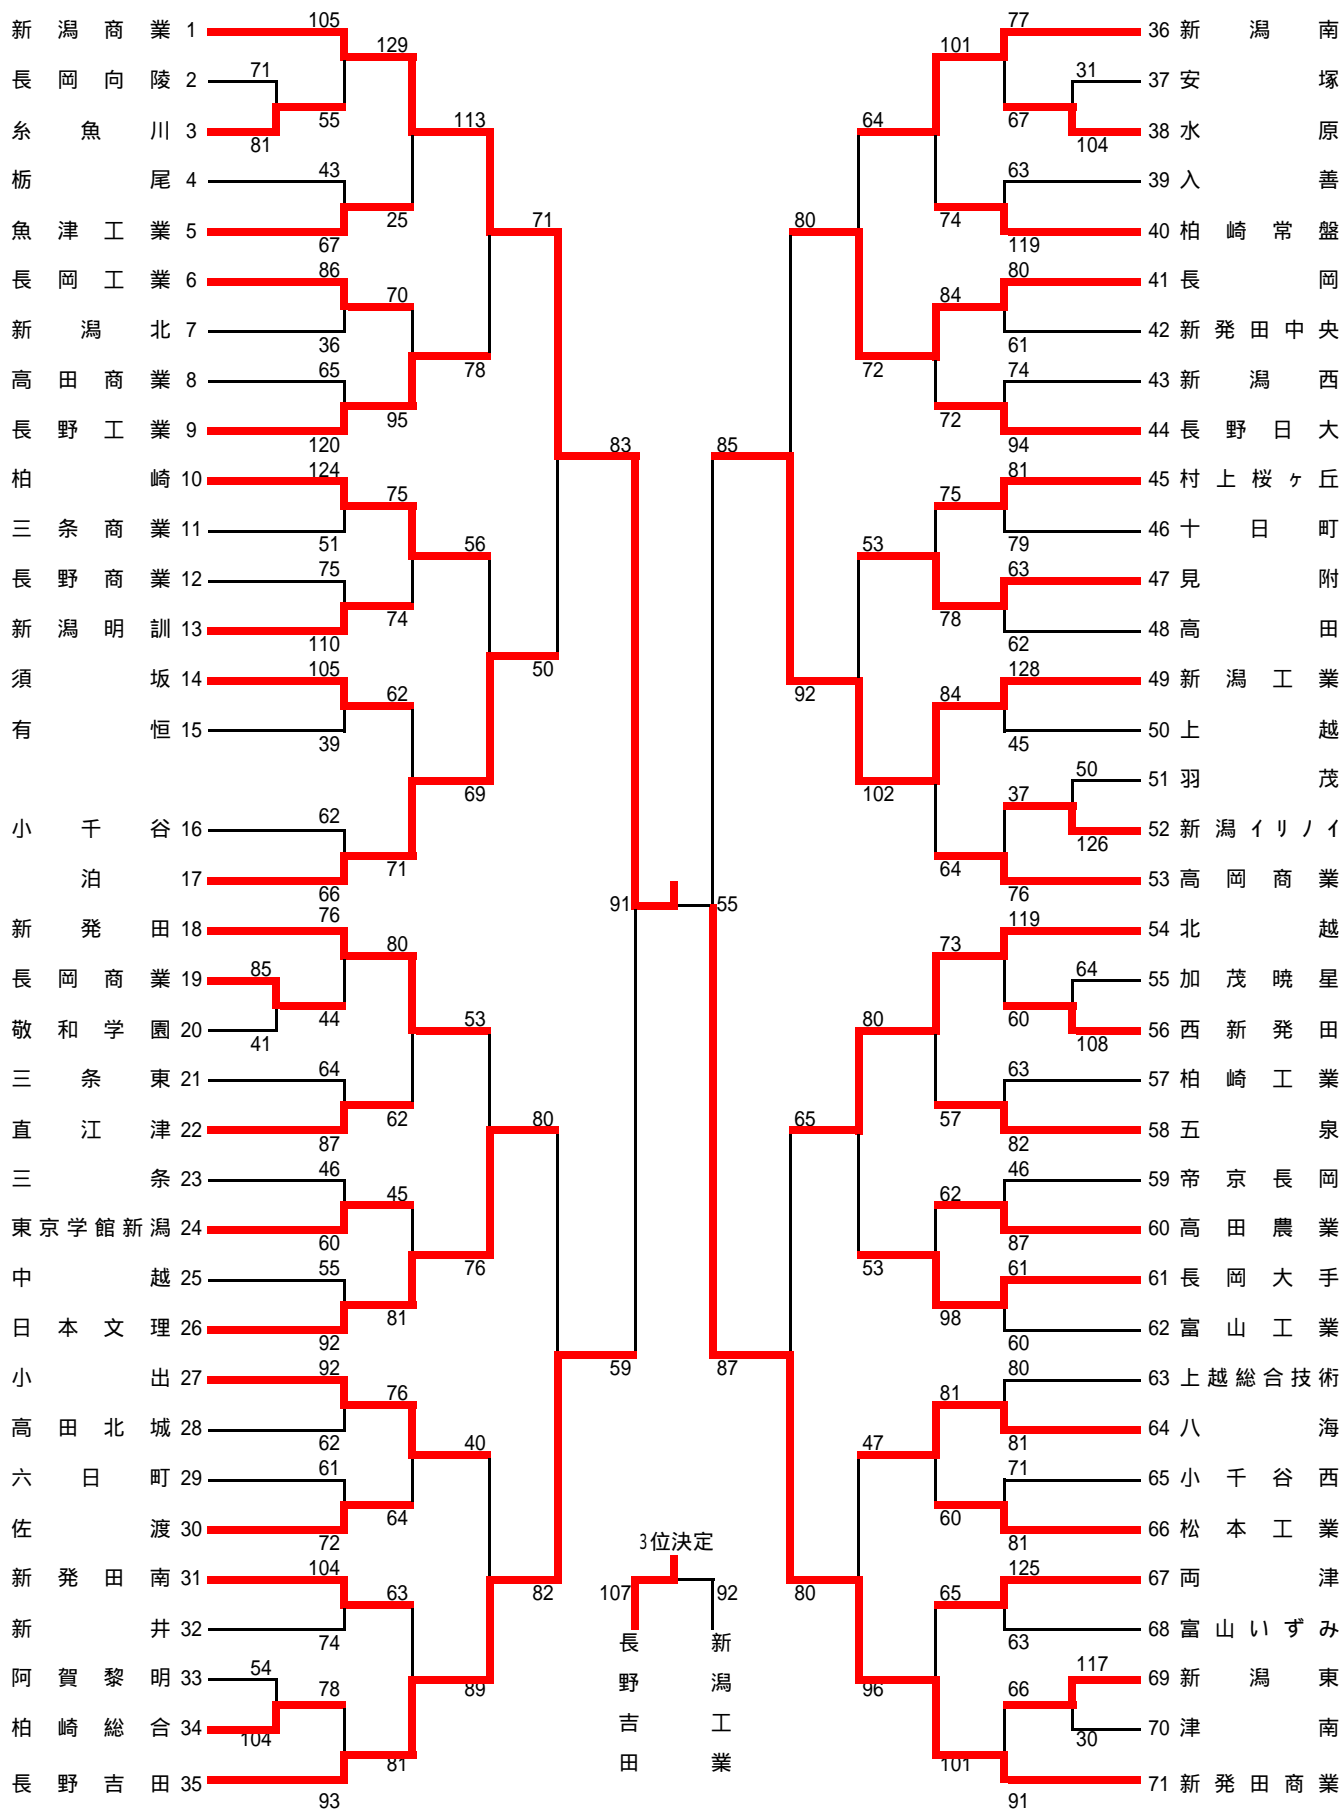 新潟商業 1
長岡向陵 2
糸魚川 3
栃尾 4
魚津工業 5
長岡工業 6
新潟北 7
高田商業 8
長野工業 9
柏崎 10
三条商業 11
長野商業 12
新潟明訓 13
須坂 14
有恒 15
小千谷 16
泊 17
新発田 18
長岡商業 19
敬和学園 20
三条東 21
直江津 22
三条 23
東京学館新潟 24
中越 25
日本文理 26
小出 27
高田北城 28
六日町 29
佐渡 30
新発田南 31
新井 32
阿賀黎明 33
柏崎総合 34
長野吉田 35
71
81
85
41
54
104
105
55
43
67
86
36
65
120
124
51
75
110
105
39
62
66
76
44
64
87
46
60
55
92
92
62
61
72
104
74
78
93
129
25
70
95
75
74
62
71
80
62
45
81
76
64
63
81
113
78
56
69
53
76
40
89
71
50
80
82
83
59
91
55
85
87
80
92
65
80
64
72
53
102
80
53
47
96
101
74
84
72
75
78
84
64
73
57
62
98
81
60
65
101
77
67
63
119
80
61
74
94
81
79
63
62
128
45
37
76
119
60
63
82
46
87
61
60
80
81
71
81
125
63
66
91
31
104
50
126
64
108
117
30
36 新潟南
37 安塚
38 水原
39 入善
40 柏崎常盤
41 長岡
42 新発田中央
43 新潟西
44 長野日大
45 村上桜ヶ丘
46 十日町
47 見附
48 高田
49 新潟工業
50 上越
51 羽茂
52 新潟イリノイ
53 高岡商業
54 北越
55 加茂暁星
56 西新発田
57 柏崎工業
58 五泉
59 帝京長岡
60 高田農業
61 長岡大手
62 富山工業
63 上越総合技術
64 八海
65 小千谷西
66 松本工業
67 両津
68 富山いずみ
69 新潟東
70 津南
71 新発田商業
3位決定
107
92
長野吉田
新潟工業